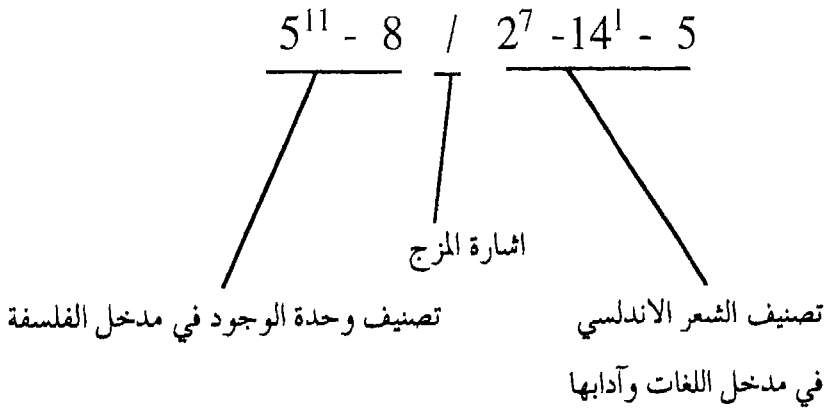 5¹¹ - 8 / 2⁷ -14¹ - 5
اشارة المزج
تصنيف الشعر الاندلسي
في مدخل اللغات وآدابها
تصنيف وحدة الوجود في مدخل الفلسفة